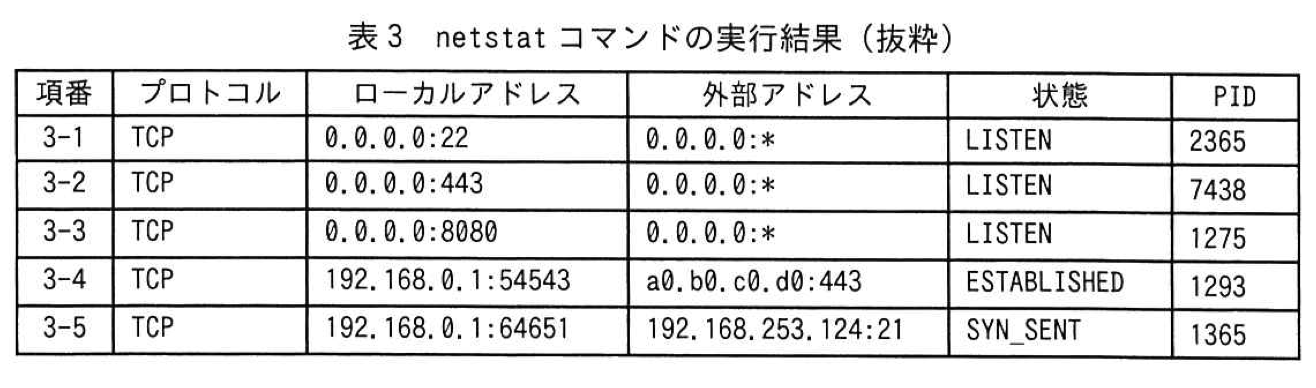 表3 netstat コマンドの実行結果（抜粋）
項番 プロトコル ローカルアドレス 外部アドレス 状態 PID
3-1 TCP 0.0.0.0:22 0.0.0.0:* LISTEN 2365
3-2 TCP 0.0.0.0:443 0.0.0.0:* LISTEN 7438
3-3 TCP 0.0.0.0:8080 0.0.0.0:* LISTEN 1275
3-4 TCP 192.168.0.1:54543 a0.b0.c0.d0:443 ESTABLISHED 1293
3-5 TCP 192.168.0.1:64651 192.168.253.124:21 SYN_SENT 1365